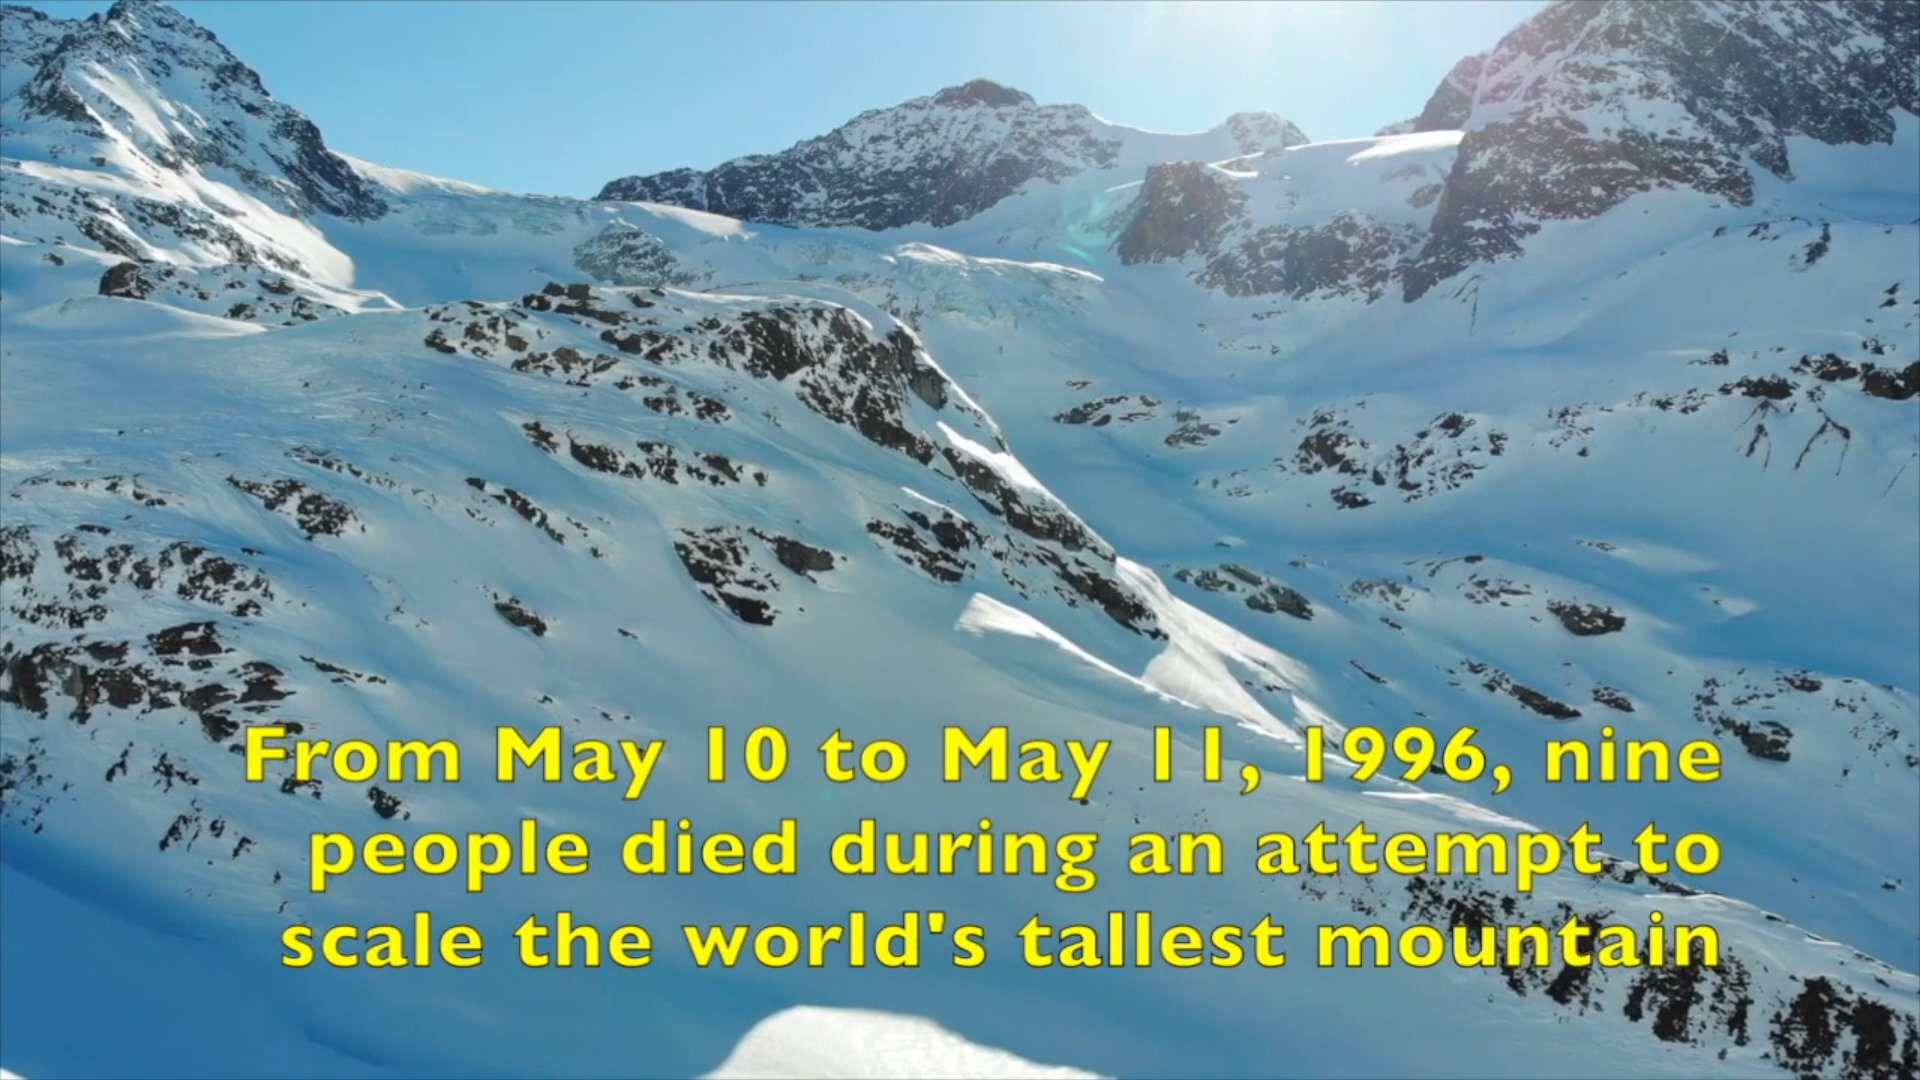 From May 10 to May 11, 1996, nine
people died during an attempt to
scale the world's tallest mountain